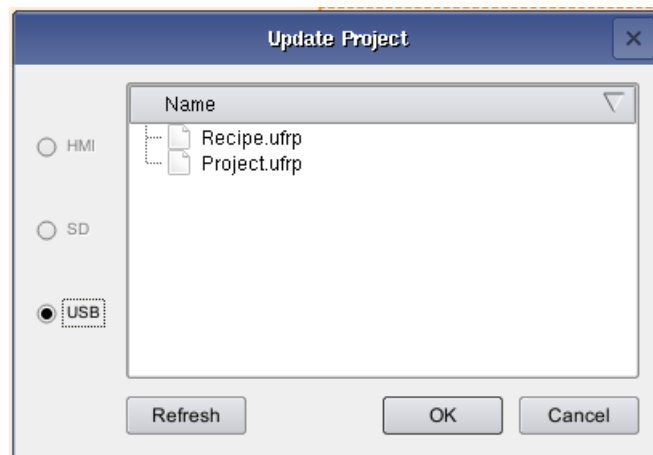 Update Project
Name
HMI
Recipe.ufrp
Project.ufrp
SD
USB
Refresh
OK
Cancel